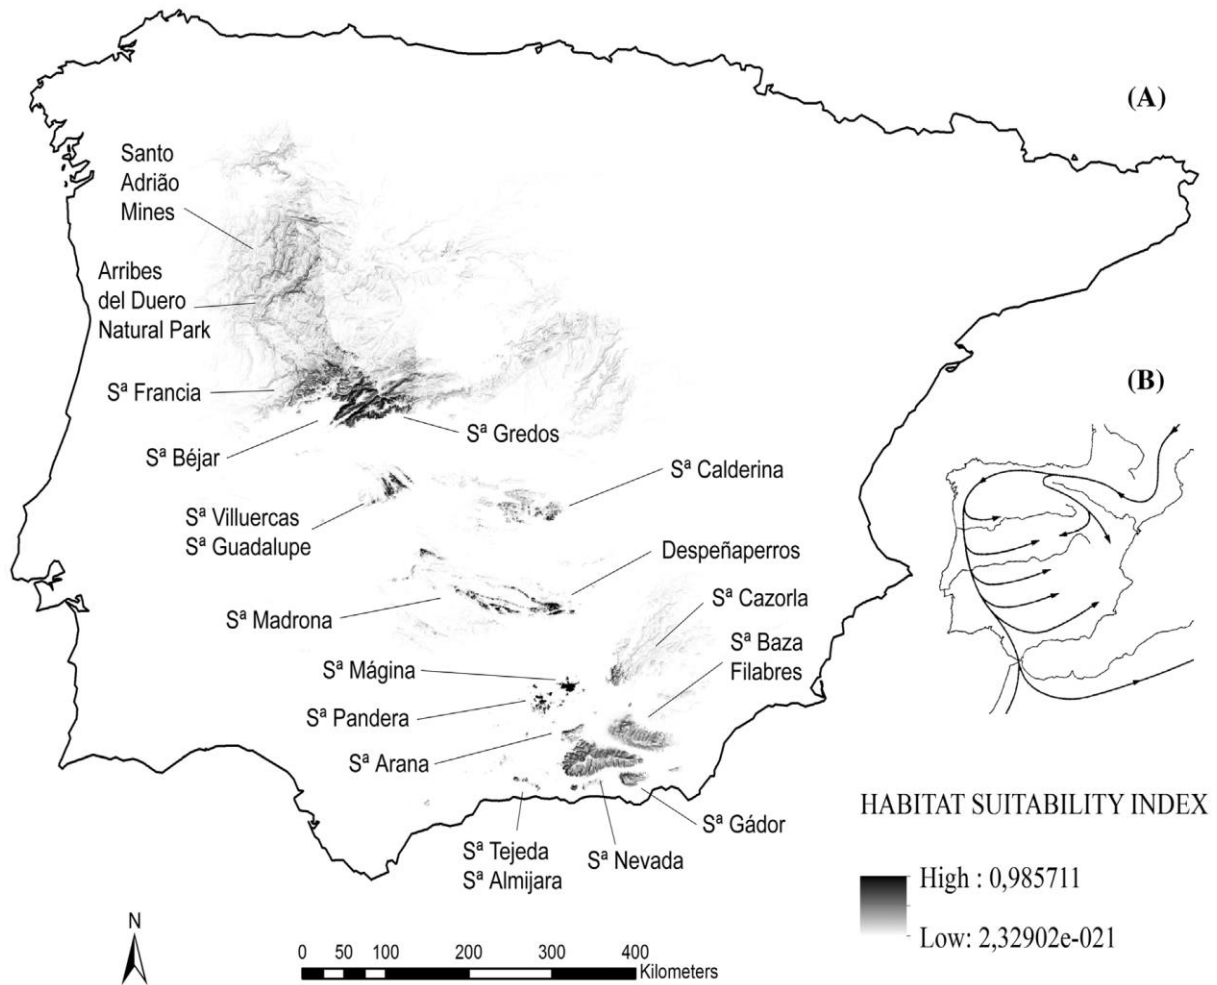 (A)
Santo
Adrião
Mines
Arribes
del Duero
Natural Park
Sª Francia
Sª Gredos
Sª Béjar
(B)
Sª Calderina
Sª Villuercas
Sª Guadalupe
Despeñaperros
Sª Cazorla
Sª Madrona
Sª Baza
Filabres
Sª Mágina
Sª Pandera
Sª Arana
Sª Gádor
Sª Tejeda
Sª Almijara
Sª Nevada
HABITAT SUITABILITY INDEX
High : 0,985711
Low: 2,32902e-021
N
0 50 100 200 300 400
Kilometers